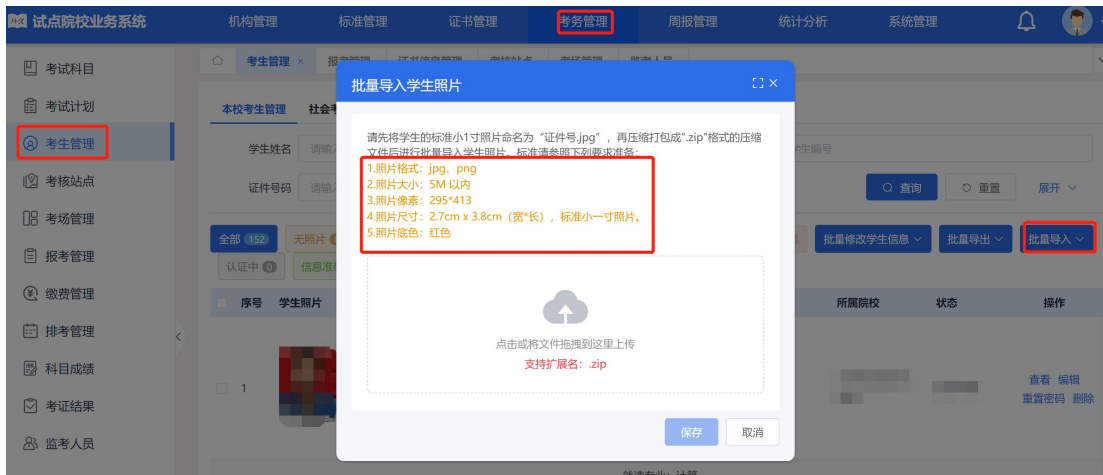 试点院校业务系统
机构管理 标准管理 证书管理 考务管理 周报管理 统计分析 系统管理
考试科目
考试计划
考生管理
考核站点
考场管理
报考管理
缴费管理
排考管理
科目成绩
考证结果
监考人员
考生管理 ×
本校考生管理 社会考
学生姓名 请输
证件号码 请输
学生编号
查询 重置 展开
全部 152 无照片
批量修改学生信息 批量导出 批量导入
认证中 0 信息准
序号 学生照片 所属院校 状态 操作
1
查看 编辑
重置密码 删除
批量导入学生照片
请先将学生的标准小1寸照片命名为“证件号.jpg”，再压缩打包成".zip"格式的压缩
文件后进行批量导入学生照片。标准请参照下列要求准备：
1.照片格式：jpg、png
2.照片大小：5M 以内
3.照片像素：295*413
4.照片尺寸：2.7cm x 3.8cm（宽*长），标准小一寸照片。
5.照片底色：红色
点击或将文件拖拽到这里上传
支持扩展名：.zip
保存 取消